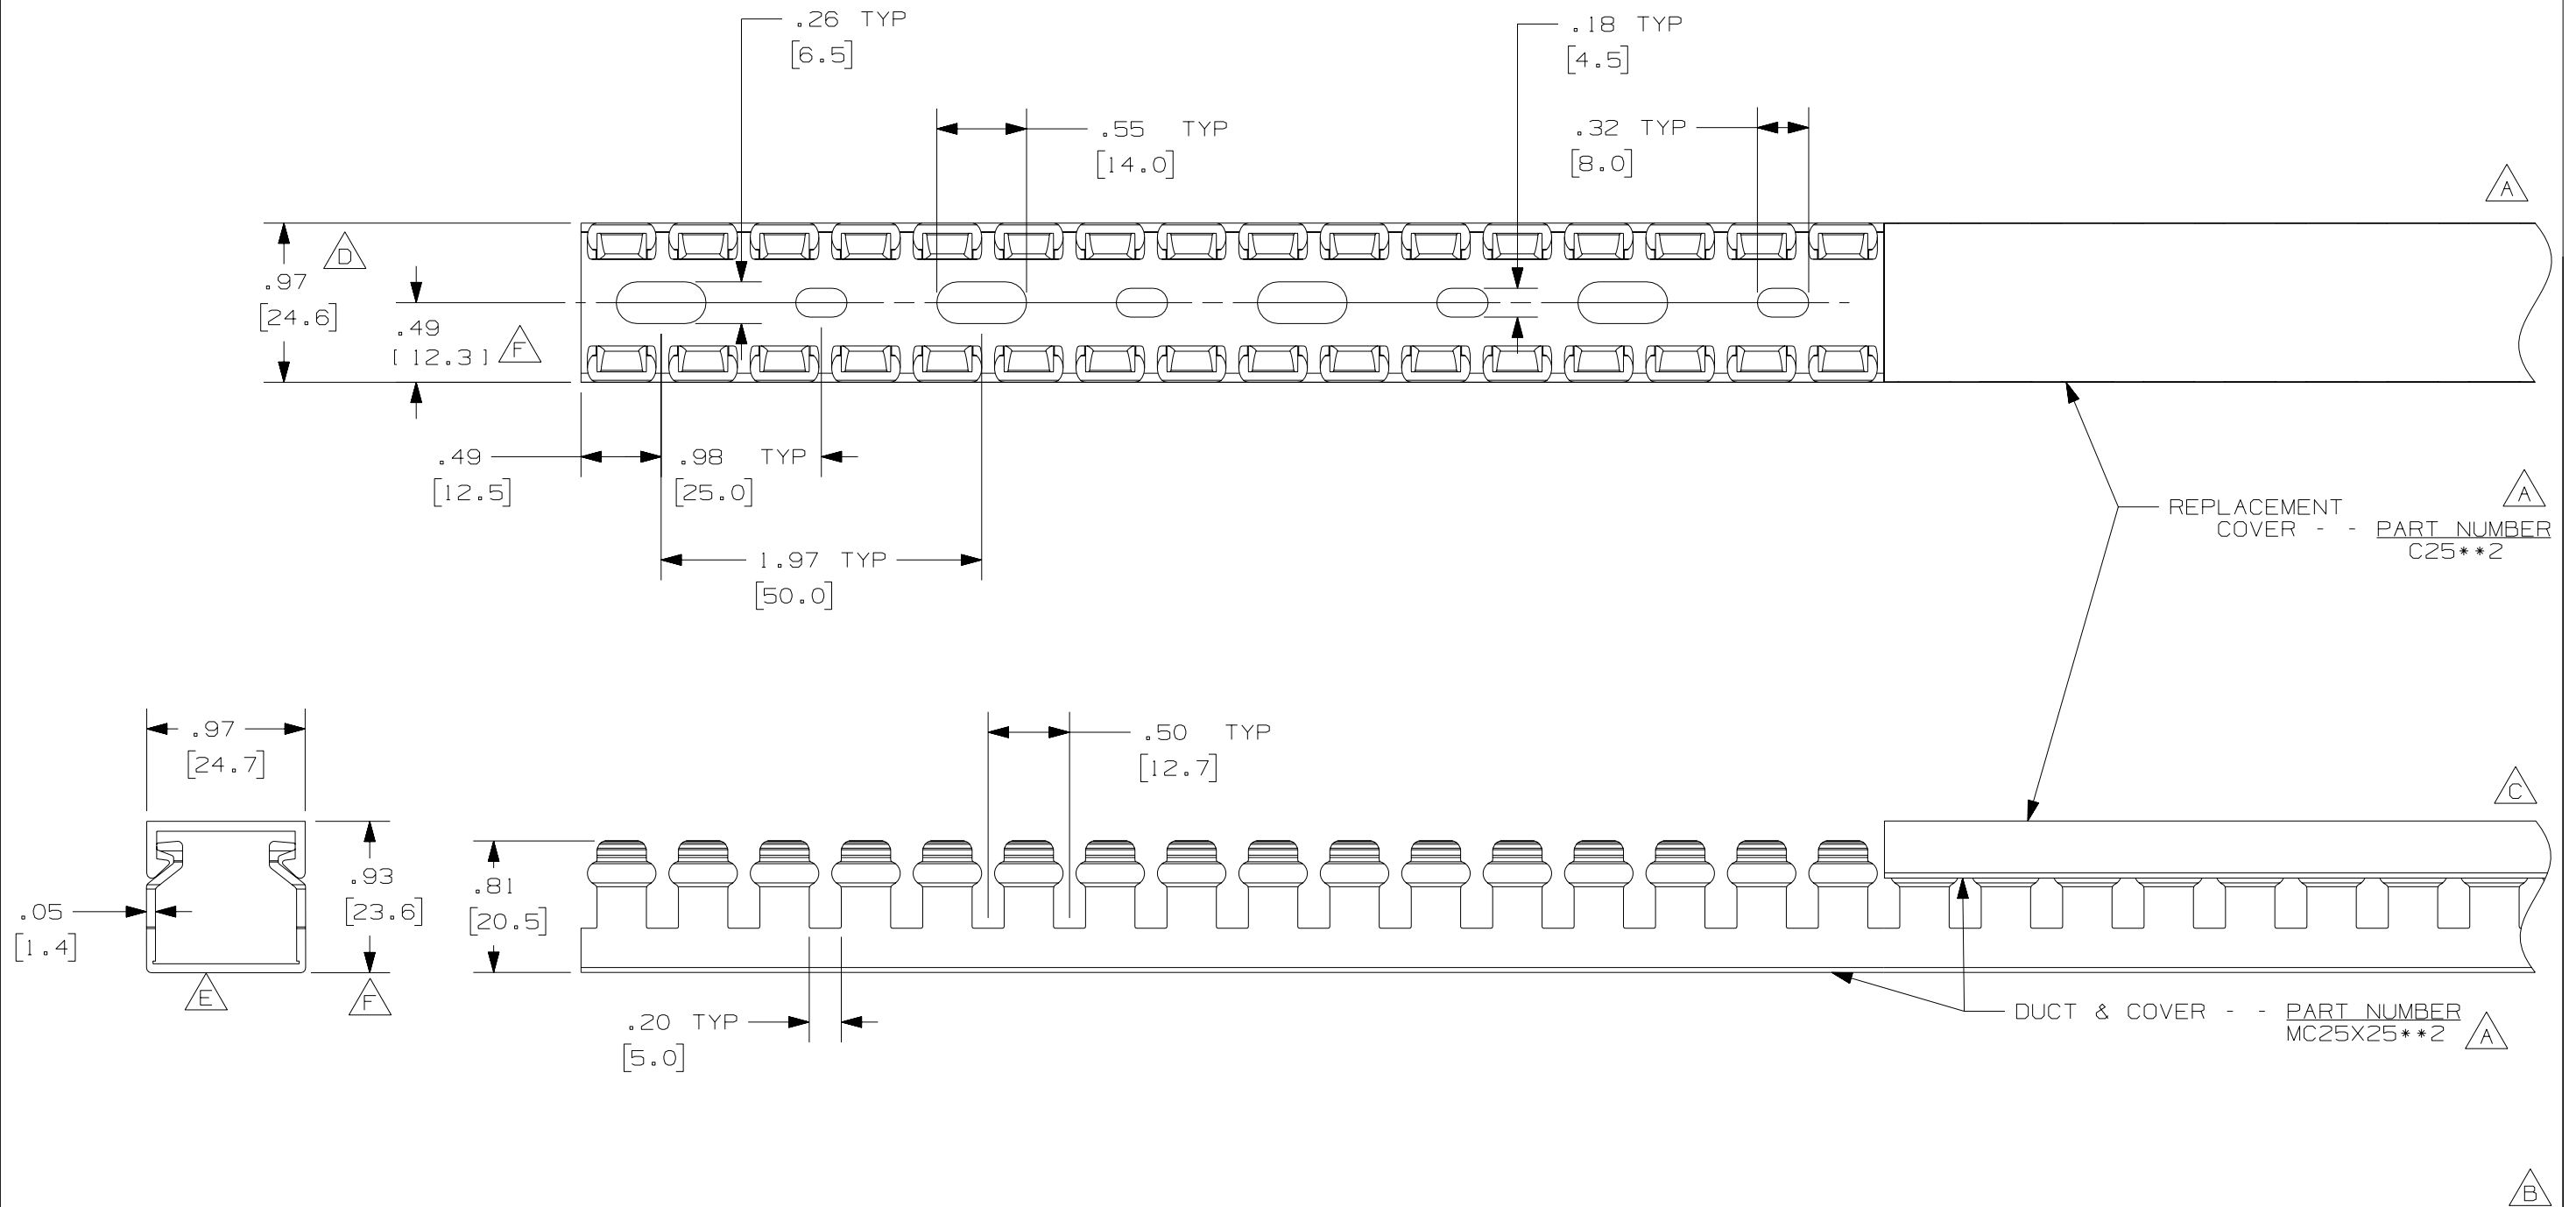 .26 TYP
[6.5]
.18 TYP
[4.5]
.55 TYP
[14.0]
.32 TYP
[8.0]
A
D
.97
[24.6]
.49
[12.3]
F
.49
[12.5]
.98 TYP
[25.0]
1.97 TYP
[50.0]
A
REPLACEMENT
COVER - - PART NUMBER
C25**2
.97
[24.7]
.50 TYP
[12.7]
C
.93
[23.6]
.81
[20.5]
.05
[1.4]
E
F
.20 TYP
[5.0]
DUCT & COVER - - PART NUMBER
MC25X25**2
A
B